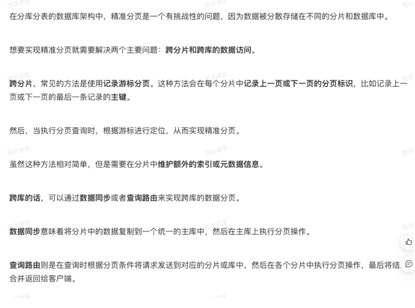 在分库分表的数据库架构中，精准分页是一个有挑战性的问题，因为数据被分散存储在不同的分片和数据库中。
想要实现精准分页就需要解决两个主要问题：跨分片和跨库的数据访问。
跨分片，常见的方法是使用记录游标分页。这种方法会在每个分片中记录上一页或下一页的分页标识，比如记录上一
页或下一页的最后一条记录的主键。
然后，当执行分页查询时，根据游标进行定位，从而实现精准分页。
虽然这种方法相对简单，但是需要在分片中维护额外的索引或元数据信息。
跨库的话，可以通过数据同步或者查询路由来实现跨库的数据分页。
数据同步意味着将分片中的数据复制到一个统一的主库中，然后在主库上执行分页操作。
查询路由则是在查询时根据分页条件将请求发送到对应的分片或库中，然后在各个分片中执行分页操作，最后将结
合并返回给客户端。